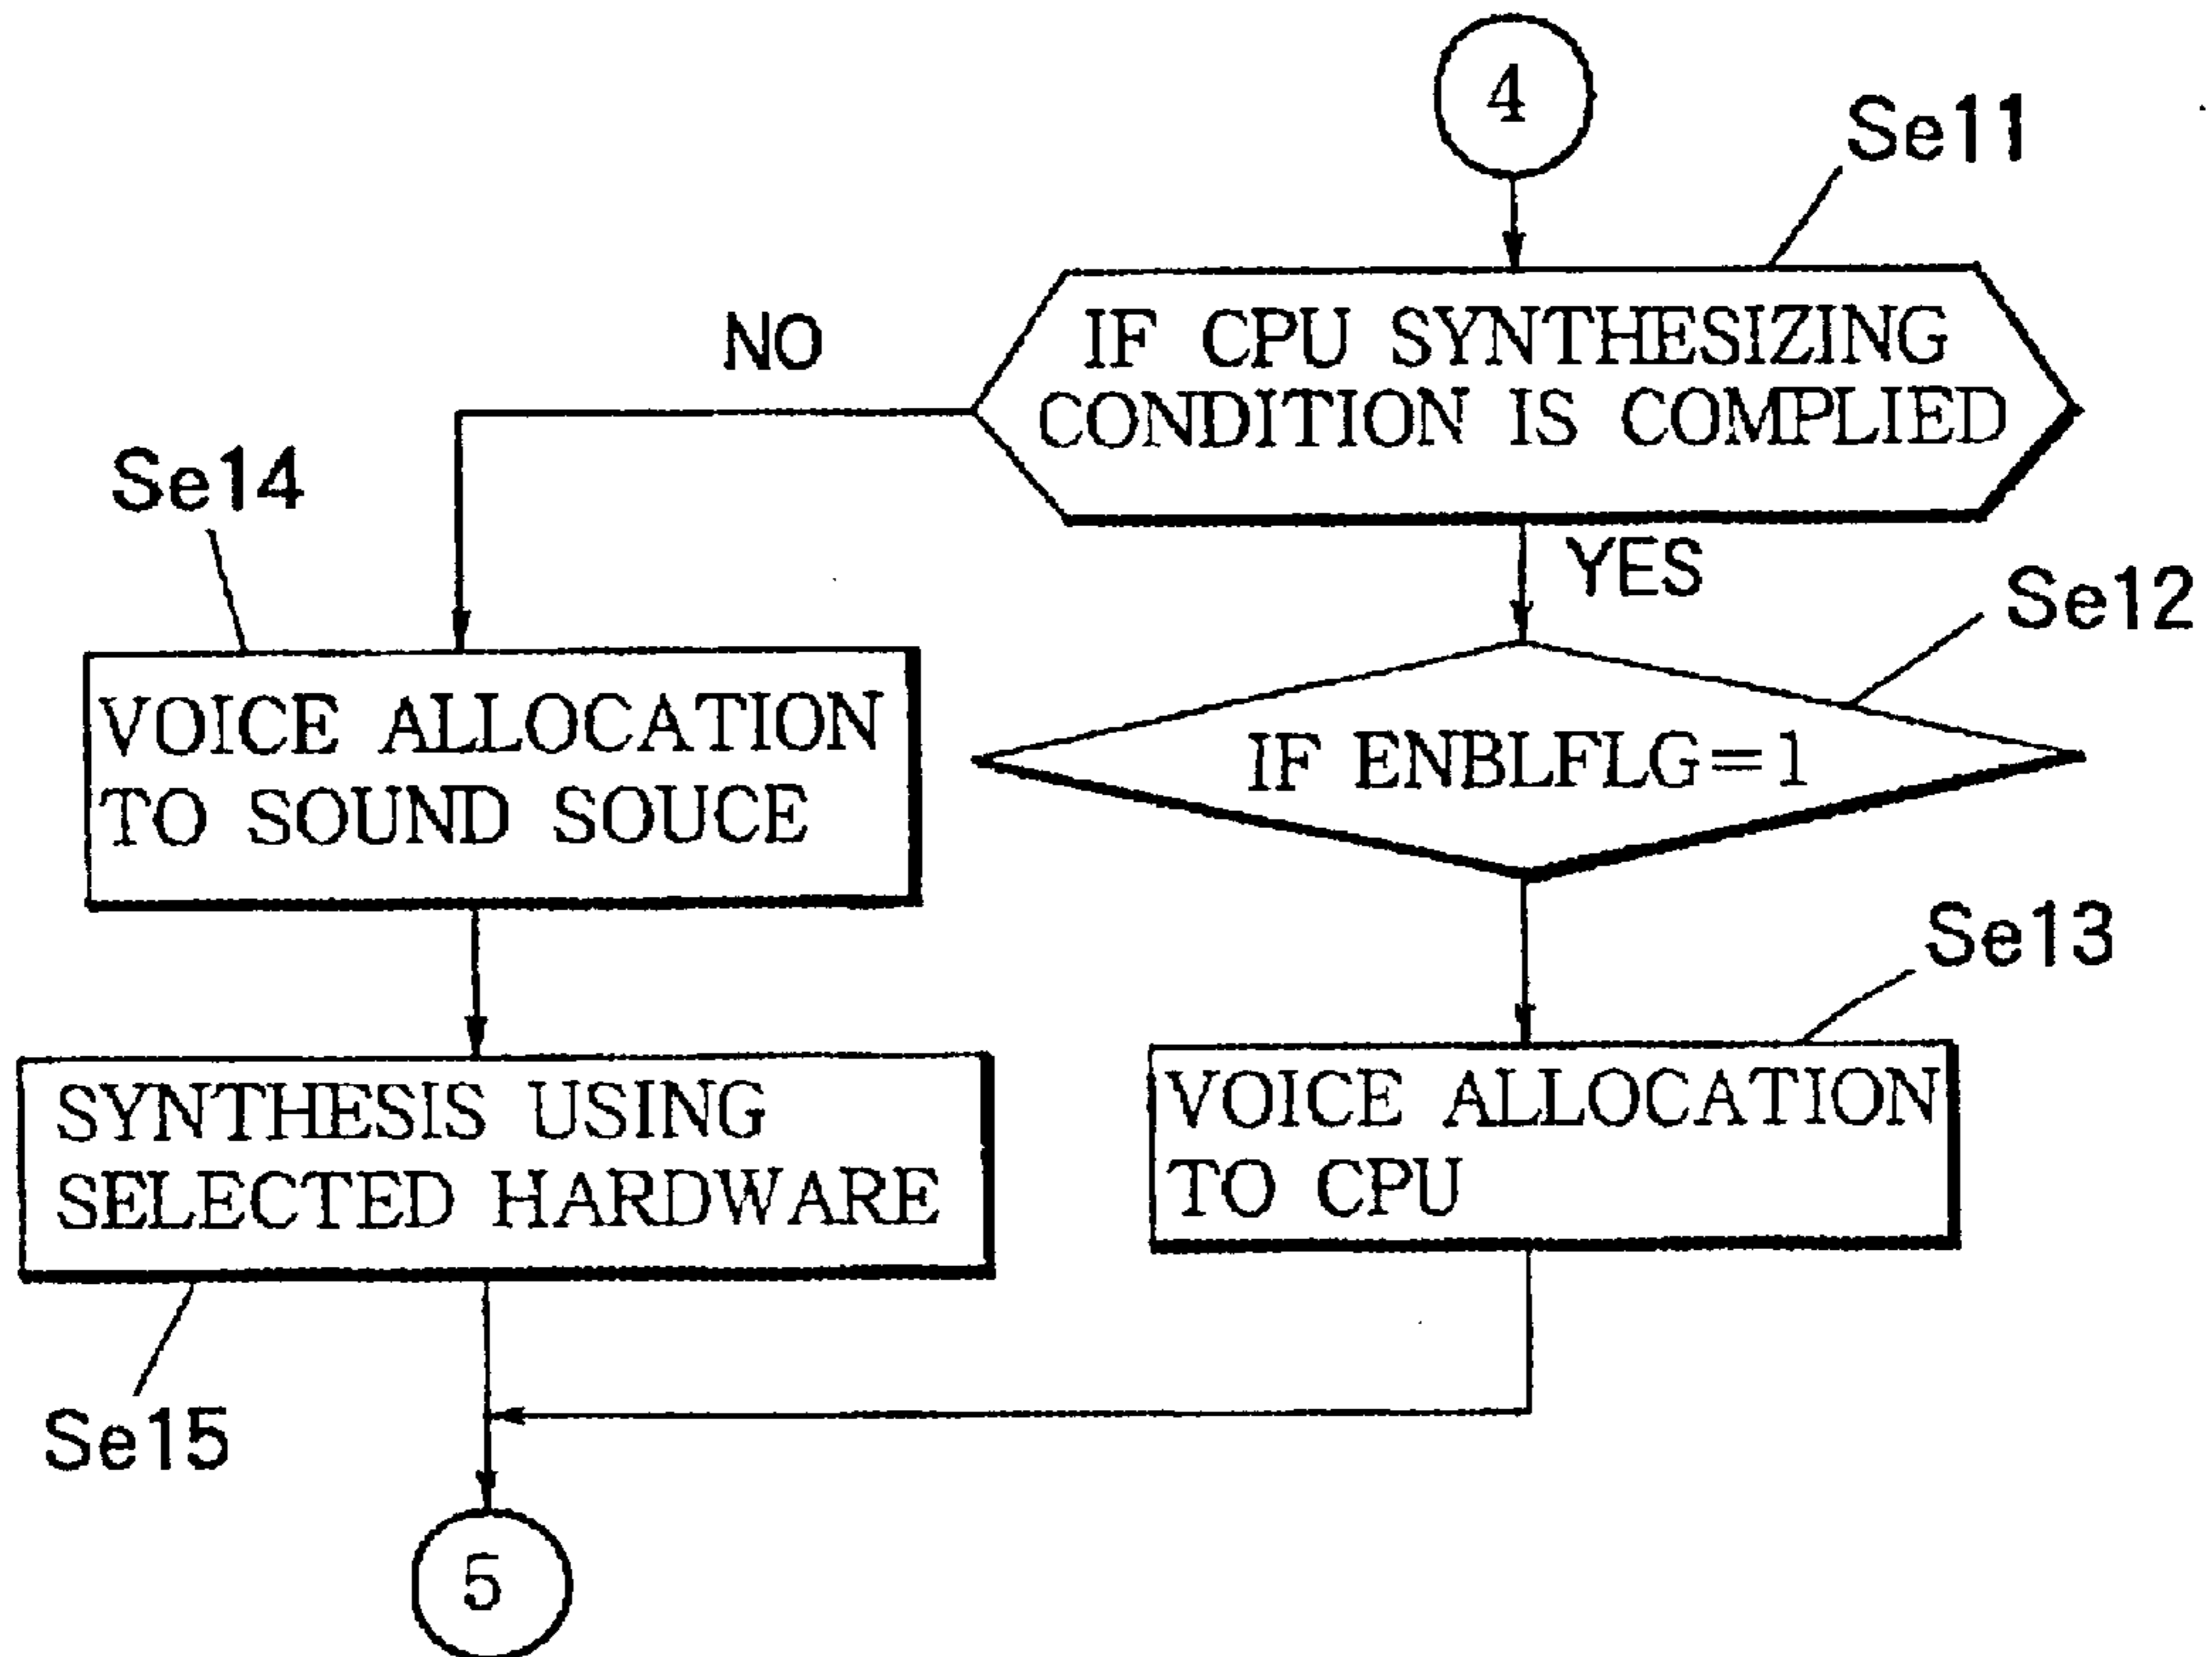 4
Se11
IF CPU SYNTHESIZING
CONDITION IS COMPLIED
NO
YES
Se14
Se12
VOICE ALLOCATION
TO SOUND SOUCE
IF ENBLFLG=1
Se13
SYNTHESIS USING
SELECTED HARDWARE
VOICE ALLOCATION
TO CPU
Se15
5